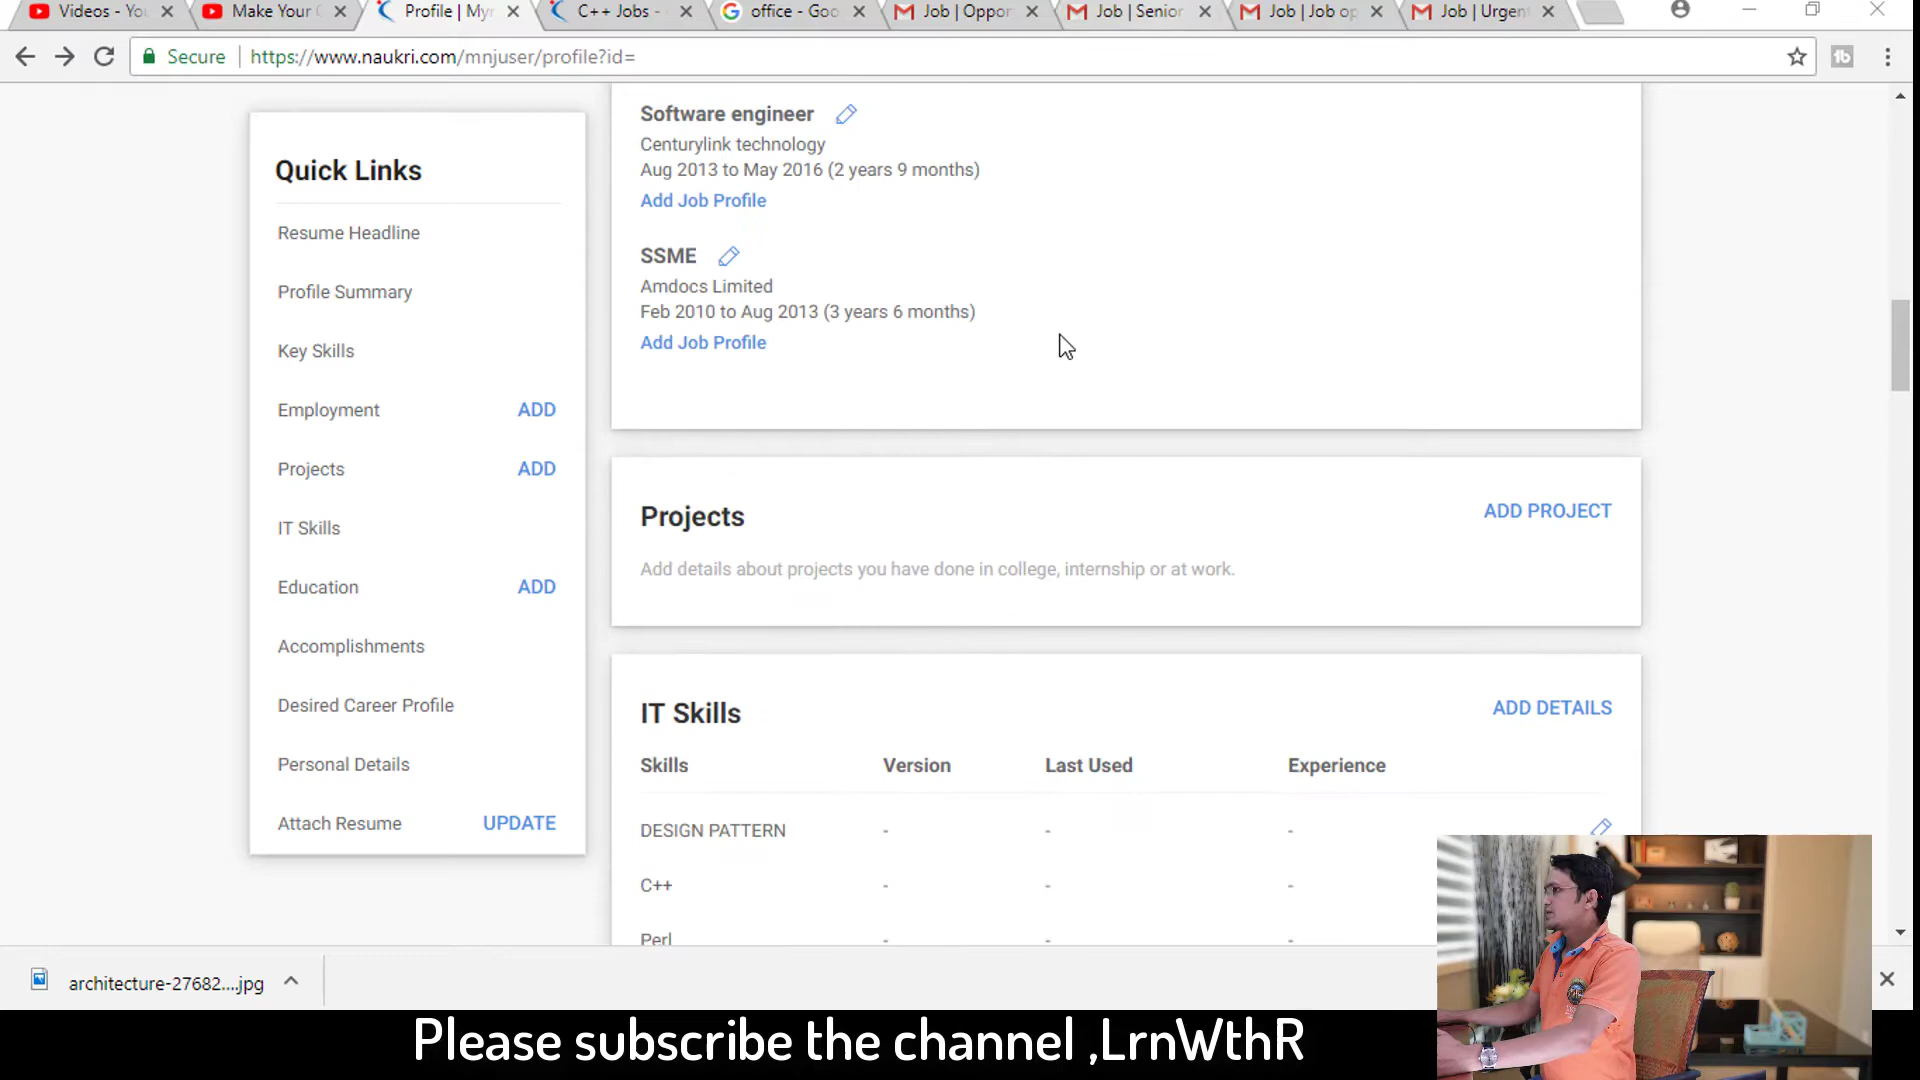 Videos - You
Make Your C
Profile | Myn
C++ Jobs -
office - Goo
Job | Oppor
Job | Senior
Job | Job op
Job | Urgent
Secure
https://www.naukri.com/mnjuser/profile?id=
Quick Links
Resume Headline
Profile Summary
Key Skills
Employment ADD
Projects ADD
IT Skills
Education ADD
Accomplishments
Desired Career Profile
Personal Details
Attach Resume UPDATE
Software engineer
Centurylink technology
Aug 2013 to May 2016 (2 years 9 months)
Add Job Profile
SSME
Amdocs Limited
Feb 2010 to Aug 2013 (3 years 6 months)
Add Job Profile
Projects ADD PROJECT
Add details about projects you have done in college, internship or at work.
IT Skills ADD DETAILS
Skills Version Last Used Experience
DESIGN PATTERN - - -
C++ - - -
Perl - - -
architecture-27682....jpg
Please subscribe the channel ,LrnWthR